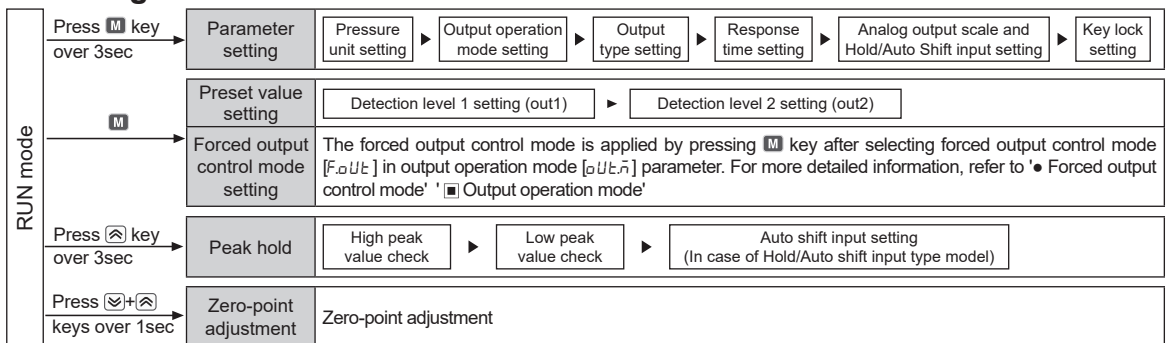 RUN mode
Press M key
over 3sec
Parameter
setting
Pressure
unit setting
Output operation
mode setting
Output
type setting
Response
time setting
Analog output scale and
Hold/Auto Shift input setting
Key lock
setting
M
Preset value
setting
Detection level 1 setting (out1)
Detection level 2 setting (out2)
Forced output
control mode
setting
The forced output control mode is applied by pressing M key after selecting forced output control mode
[F.oUt] in output operation mode [oUt.m] parameter. For more detailed information, refer to '● Forced output
control mode' '▣ Output operation mode'
Press key
over 3sec
Peak hold
High peak
value check
Low peak
value check
Auto shift input setting
(In case of Hold/Auto shift input type model)
Press +
keys over 1sec
Zero-point
adjustment
Zero-point adjustment